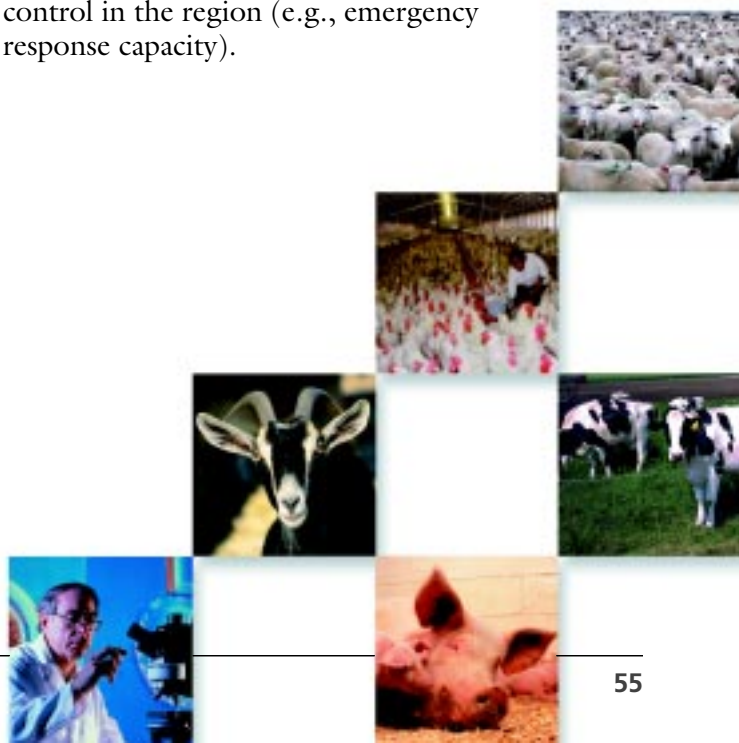 control in the region (e.g., emergency
response capacity).
55